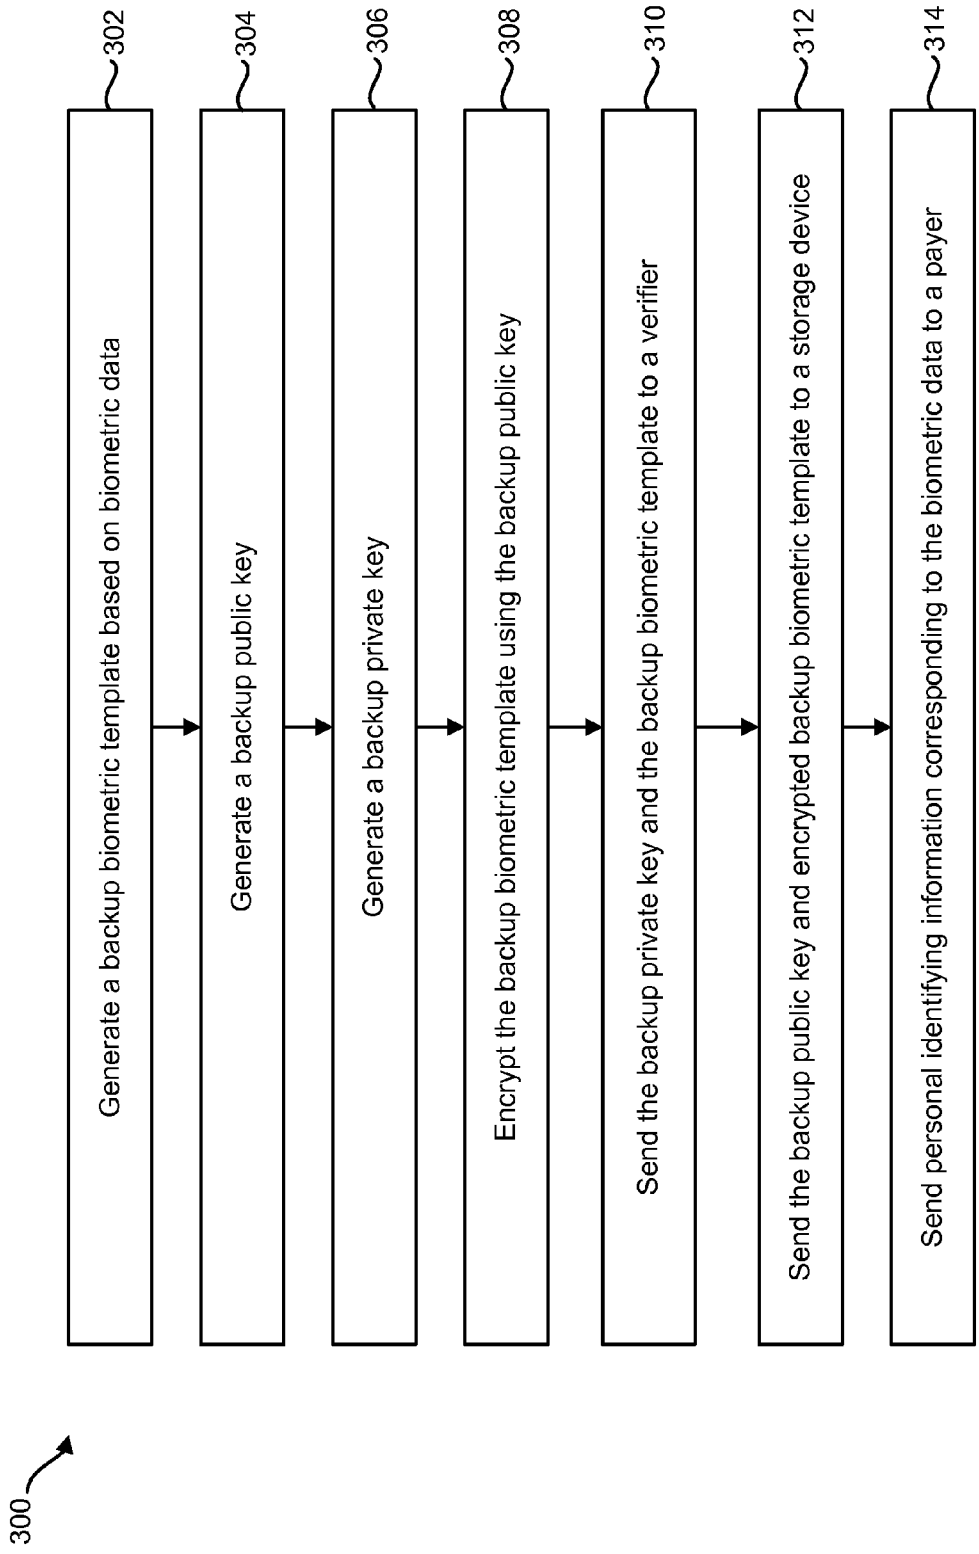 300
Generate a backup biometric template based on biometric data
302
Generate a backup public key
304
Generate a backup private key
306
Encrypt the backup biometric template using the backup public key
308
Send the backup private key and the backup biometric template to a verifier
310
Send the backup public key and encrypted backup biometric template to a storage device
312
Send personal identifying information corresponding to the biometric data to a payer
314